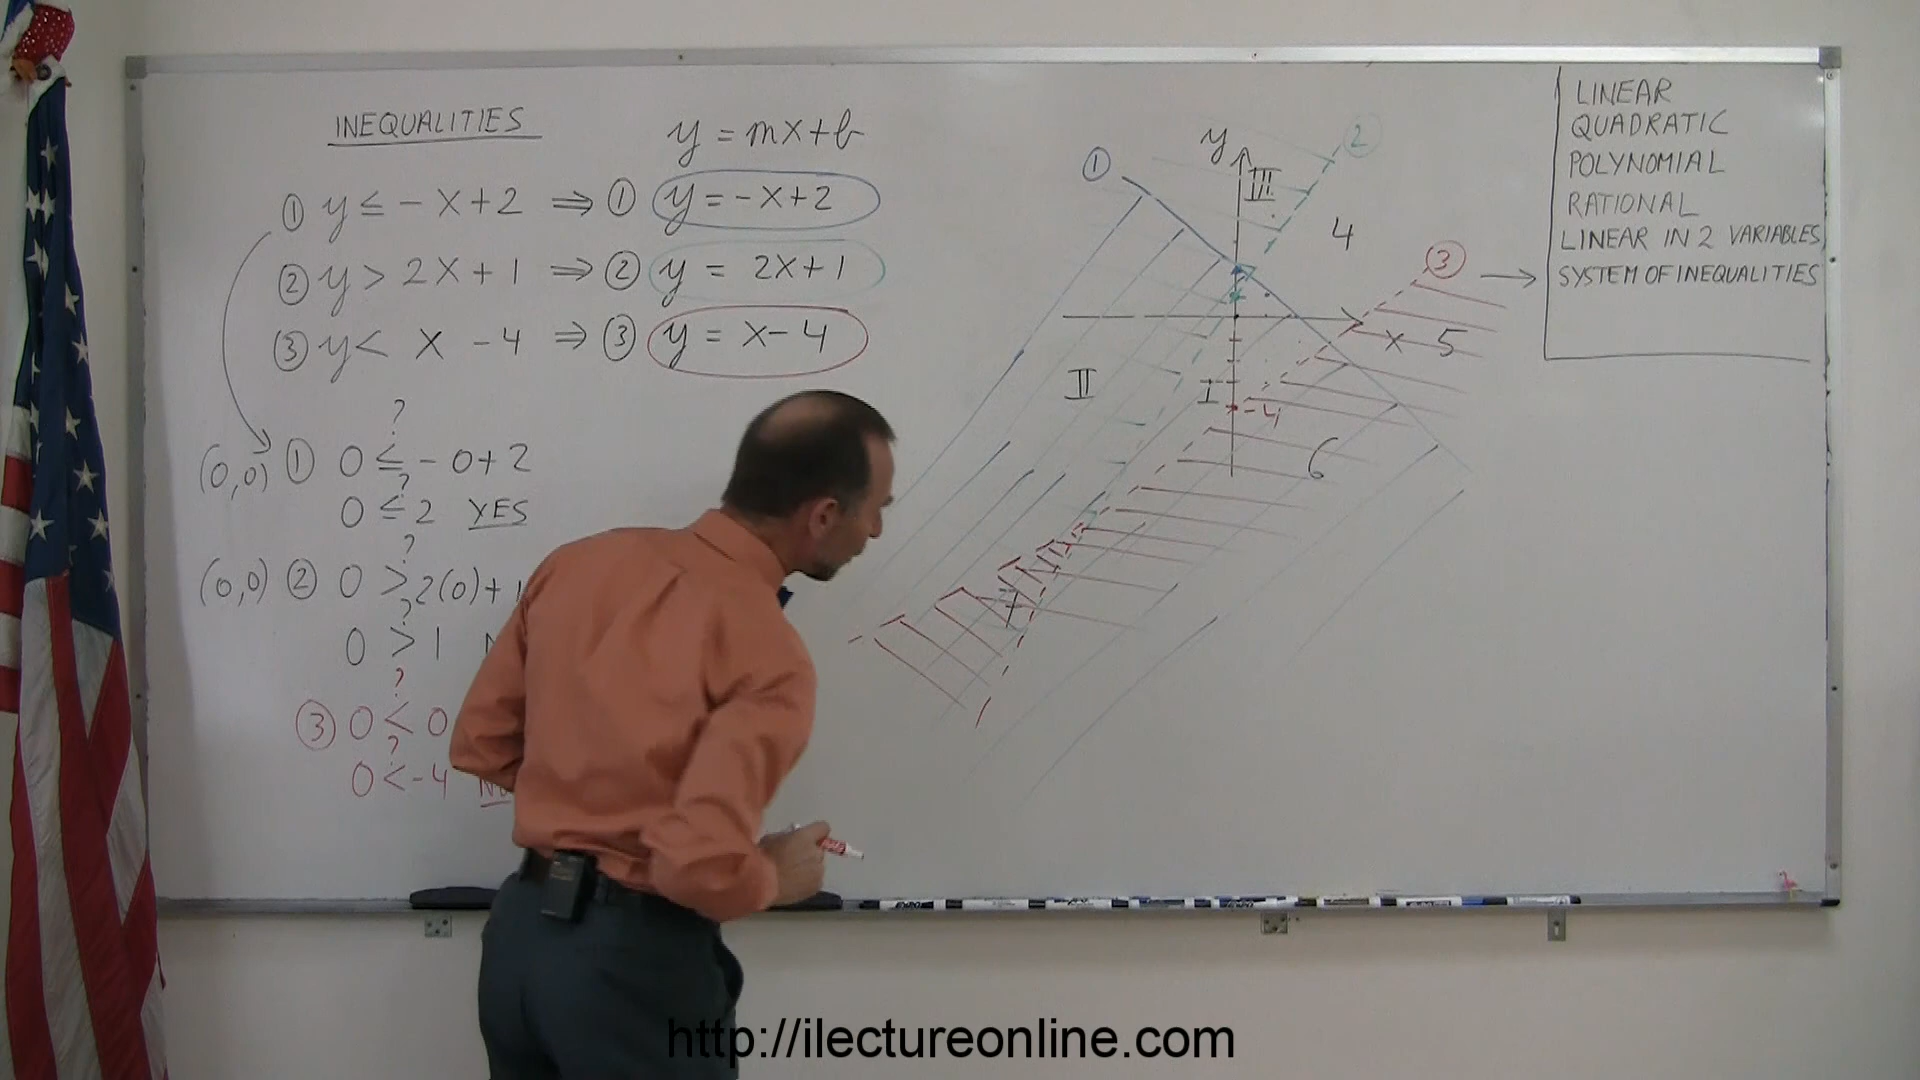 INEQUALITIES
y = mx+b
① y ≤ - x+2 ⇒ ① y = -x+2
② y > 2x+1 ⇒ ② y = 2x+1
③ y < x -4 ⇒ ③ y = x-4
?
(0,0) ① 0 ≤ - 0+2
?
0 ≤ 2 YES
?
(0,0) ② 0 > 2(0)+1
?
0 > 1 N
?
③ 0 < 0
?
0 < -4 NO
①
y
III
②
4
③
x 5
II
I
-4
6
7
LINEAR
QUADRATIC
POLYNOMIAL
RATIONAL
LINEAR IN 2 VARIABLES
→ SYSTEM OF INEQUALITIES
EXPO
http://ilectureonline.com